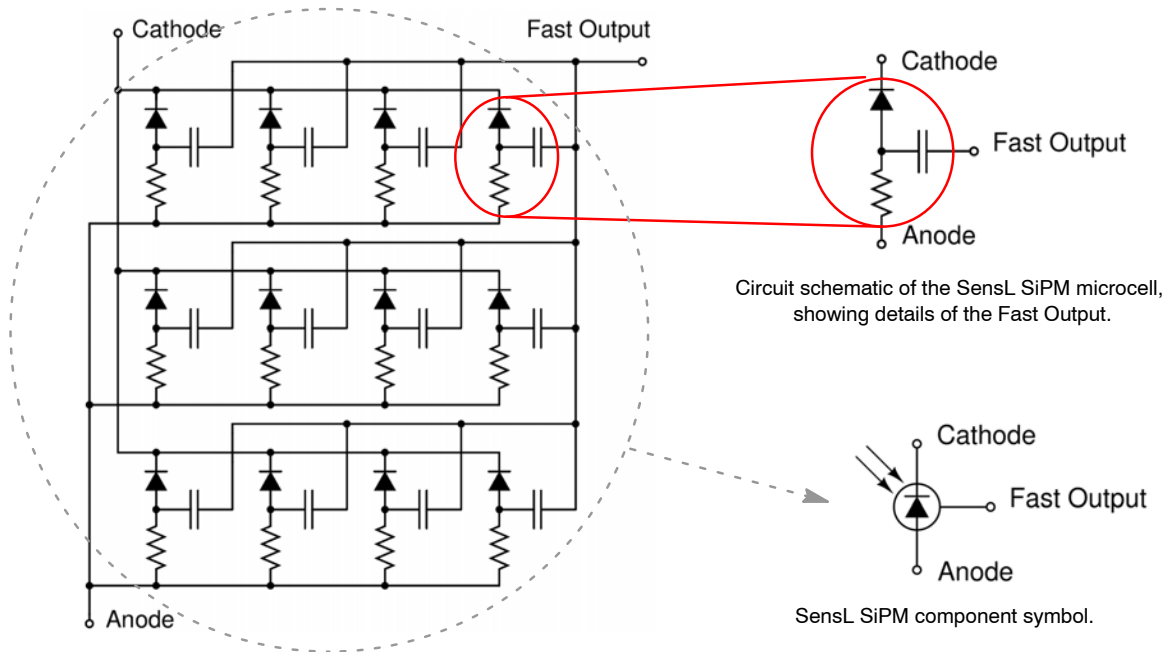 Cathode
Fast Output
Cathode
Fast Output
Anode
Circuit schematic of the SensL SiPM microcell,
showing details of the Fast Output.
Cathode
Fast Output
Anode
SensL SiPM component symbol.
Anode